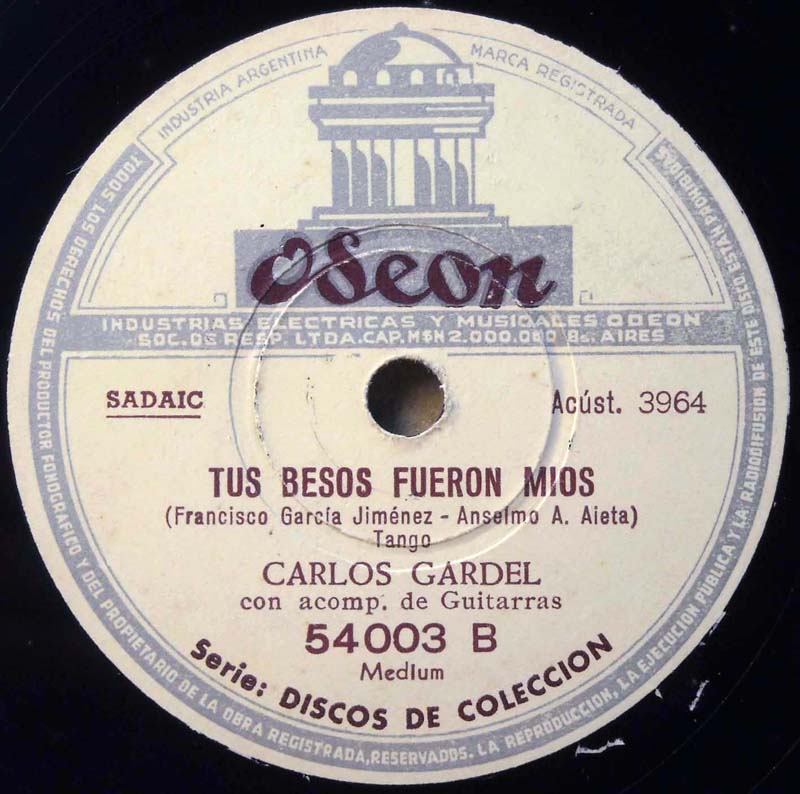 INDUSTRIA ARGENTINA
MARCA REGISTRADA
Odeon
INDUSTRIAS ELECTRICAS Y MUSICALES ODEON
SOC. DE RESP. LTDA. CAP. M$N 2.000.000 Bs. AIRES
SADAIC
Acúst. 3964
TUS BESOS FUERON MIOS
(Francisco García Jiménez - Anselmo A. Aieta)
Tango
CARLOS GARDEL
con acomp. de Guitarras
54003 B
Medium
Serie: DISCOS DE COLECCION
TODOS LOS DERECHOS DEL PRODUCTOR FONOGRAFICO Y DEL PROPIETARIO DE LA OBRA REGISTRADA, RESERVADOS. LA REPRODUCCION, LA EJECUCION PUBLICA Y LA RADIODIFUSION DE ESTE DISCO ESTAN PROHIBIDAS